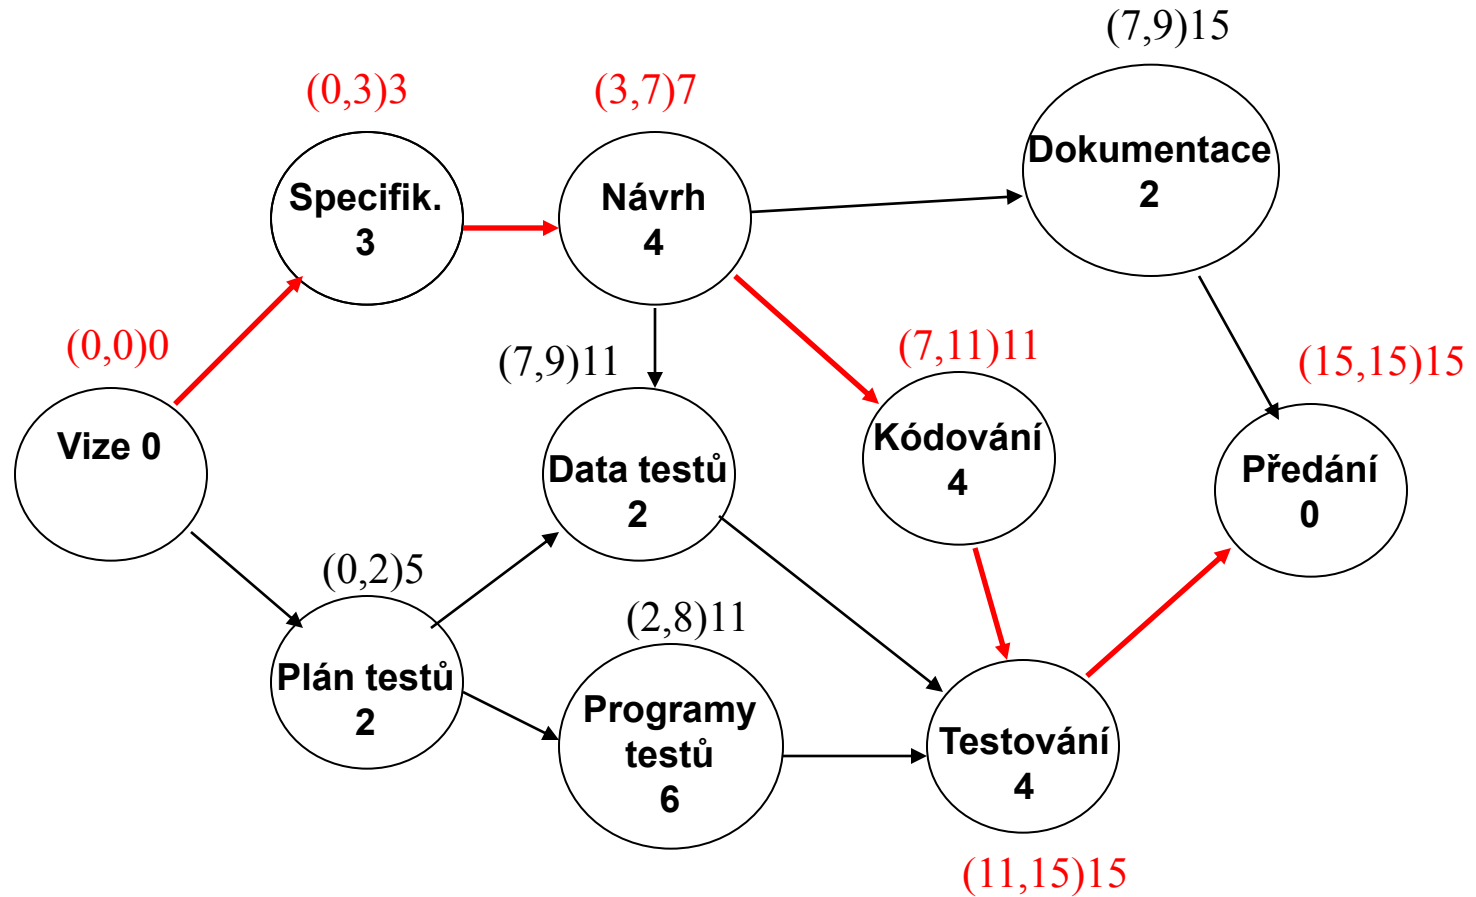 (7,9)15
(0,3)3
(3,7)7
Dokumentace
2
Specifik.
3
Návrh
4
(0,0)0
(7,9)11
(7,11)11
(15,15)15
Vize 0
Data testů
2
Kódování
4
Předání
0
(0,2)5
(2,8)11
Plán testů
2
Programy
testů
6
Testování
4
(11,15)15